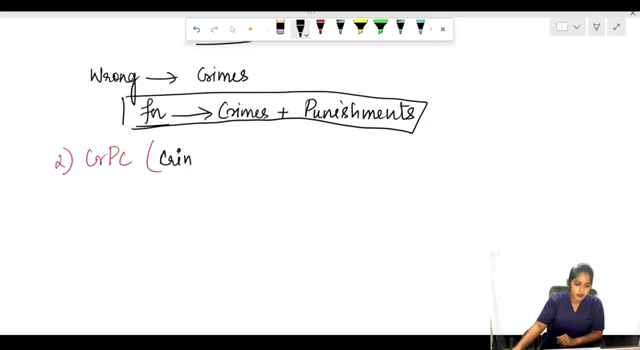 Wrong → Crimes
fn → Crimes + Punishments
2) CrPC (Crim